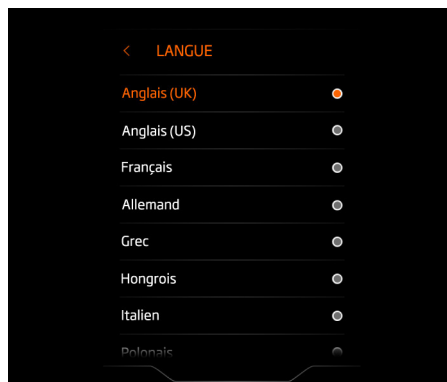 LANGUE
Anglais (UK)
Anglais (US)
Français
Allemand
Grec
Hongrois
Italien
Polonais